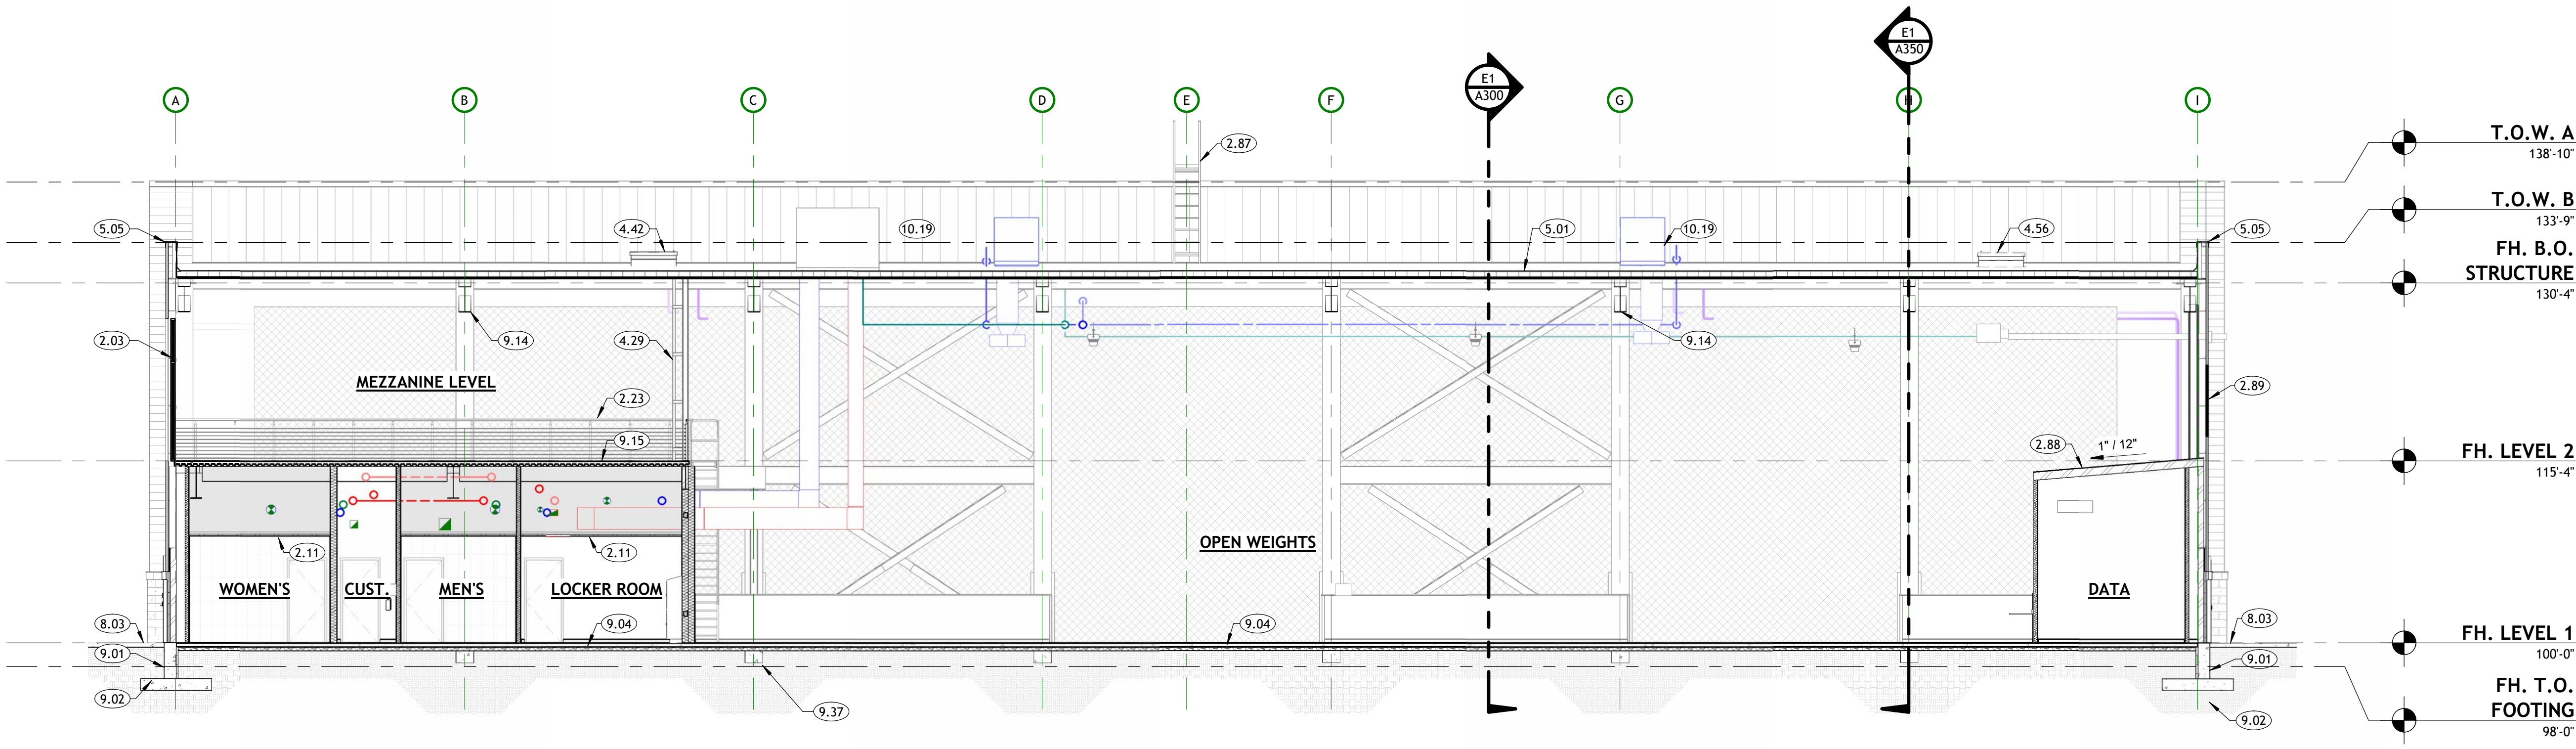 E1
A350
E1
A300
A
B
C
D
E
F
G
H
I
T.O.W. A
138'-10"
2.87
T.O.W. B
133'-9"
5.05
4.42
10.19
5.01
10.19
4.56
5.05
FH. B.O.
STRUCTURE
130'-4"
2.03
9.14
4.29
9.14
MEZZANINE LEVEL
2.89
2.23
9.15
2.88
1" / 12"
FH. LEVEL 2
115'-4"
2.11
2.11
OPEN WEIGHTS
WOMEN'S
CUST.
MEN'S
LOCKER ROOM
DATA
8.03
9.04
9.04
8.03
FH. LEVEL 1
100'-0"
9.01
9.01
9.02
9.37
9.02
FH. T.O.
FOOTING
98'-0"